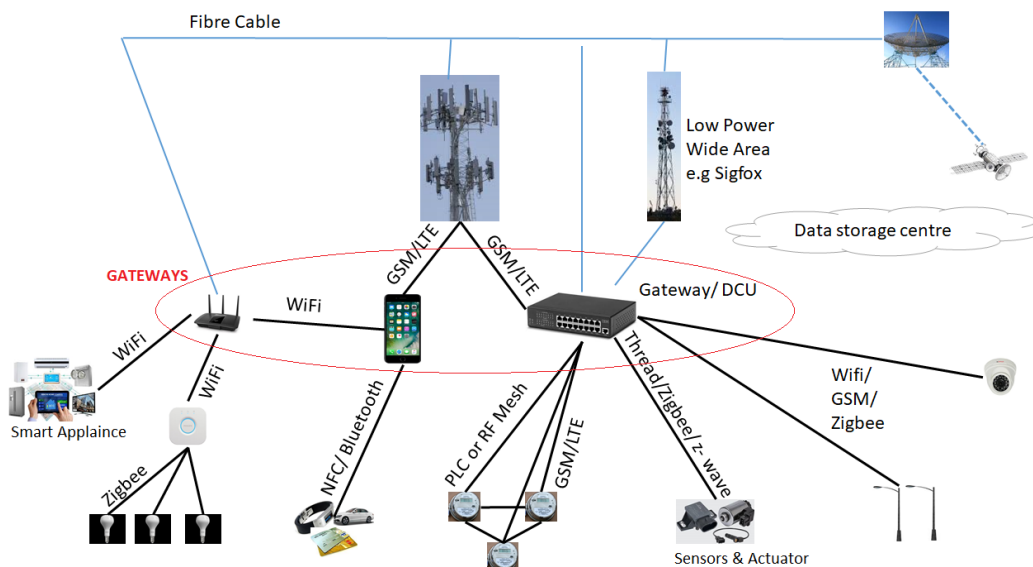 Fibre Cable
Low Power
Wide Area
e.g Sigfox
Data storage centre
GATEWAYS
GSM/LTE
GSM/LTE
Gateway/ DCU
WiFi
WiFi
WiFi
Smart Applaince
Zigbee
NFC/ Bluetooth
PLC or RF Mesh
GSM/LTE
Thread/Zigbee/ z- wave
Wifi/
GSM/
Zigbee
Sensors & Actuator